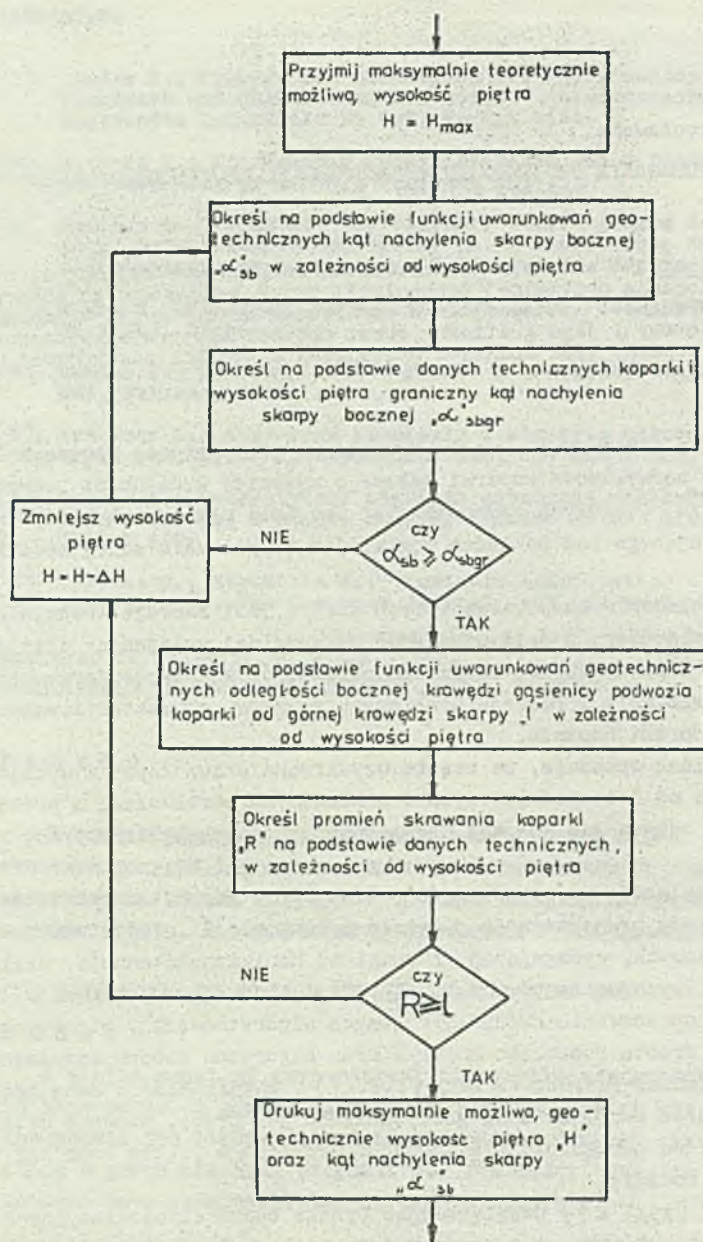 Przyjmij maksymalnie teoretycznie
możliwą, wysokość piętra
H = Hmax
Określ na podstawie funkcji uwarunkowań geo-
technicznych kąt nachylenia skarpy bocznej
„α"sb w zależności od wysokości piętra
Określ na podstawie danych technicznych koparki i
wysokości piętra graniczny kąt nachylenia
skarpy bocznej „α"sbgr
Zmniejsz wysokość
piętra
H = H-ΔH
NIE
czy
αsb ⩾ αsbgr
TAK
Określ na podstawie funkcji uwarunkowań geotechnicz-
nych odległości bocznej krawędzi gąsienicy podwozia
koparki od górnej krawędzi skarpy „l" w zależności
od wysokości piętra
Określ promień skrawania koparki
„R" na podstawie danych technicznych,
w zależności od wysokości piętra
NIE
czy
R⩾l
TAK
Drukuj maksymalnie możliwą, geo-
technicznie wysokość piętra „H"
oraz kąt nachylenia skarpy
„α"sb